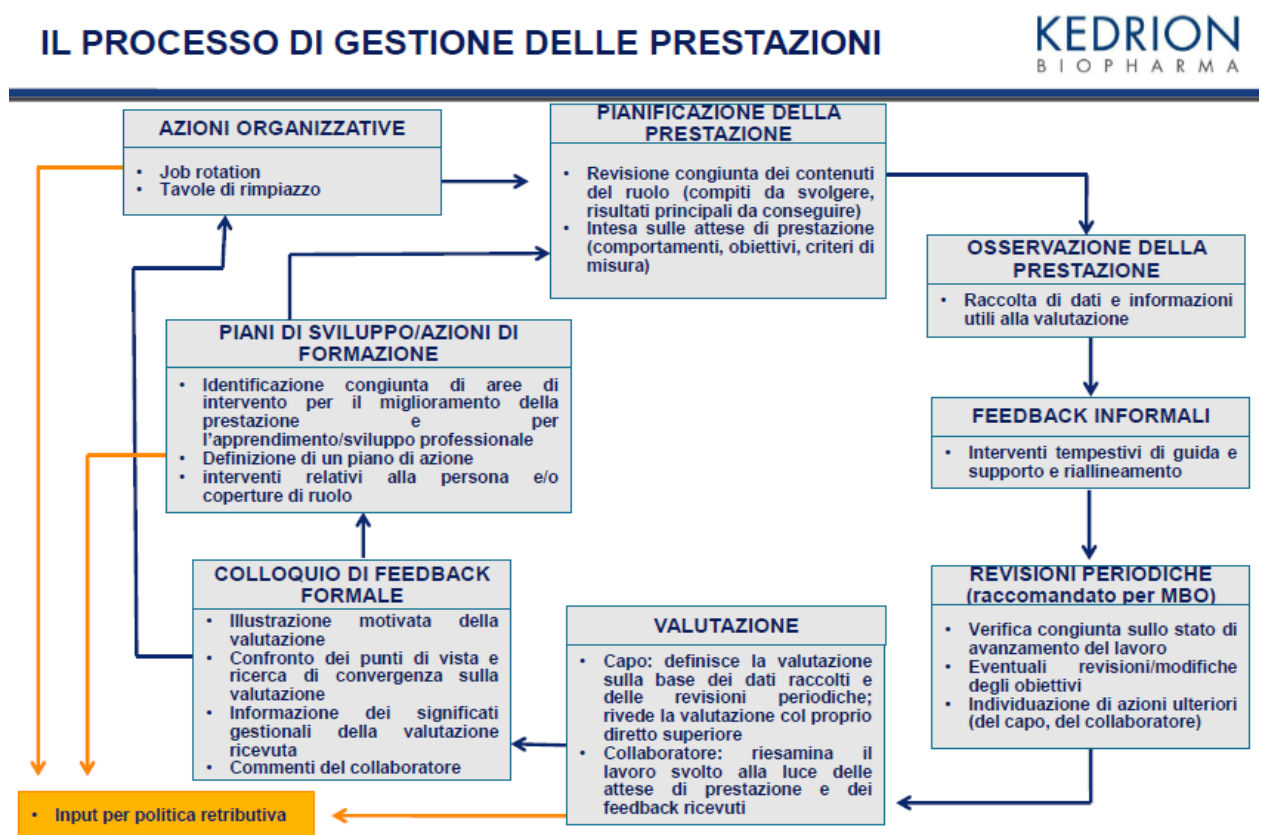 IL PROCESSO DI GESTIONE DELLE PRESTAZIONI
KEDRION
BIOPHARMA
AZIONI ORGANIZZATIVE
• Job rotation
• Tavole di rimpiazzo
PIANIFICAZIONE DELLA
PRESTAZIONE
• Revisione congiunta dei contenuti
del ruolo (compiti da svolgere,
risultati principali da conseguire)
• Intesa sulle attese di prestazione
(comportamenti, obiettivi, criteri di
misura)
OSSERVAZIONE DELLA
PRESTAZIONE
• Raccolta di dati e informazioni
utili alla valutazione
FEEDBACK INFORMALI
• Interventi tempestivi di guida e
supporto e riallineamento
REVISIONI PERIODICHE
(raccomandato per MBO)
• Verifica congiunta sullo stato di
avanzamento del lavoro
• Eventuali revisioni/modifiche
degli obiettivi
• Individuazione di azioni ulteriori
(del capo, del collaboratore)
VALUTAZIONE
• Capo: definisce la valutazione
sulla base dei dati raccolti e
delle revisioni periodiche;
rivede la valutazione col proprio
diretto superiore
• Collaboratore: riesamina il
lavoro svolto alla luce delle
attese di prestazione e dei
feedback ricevuti
COLLOQUIO DI FEEDBACK
FORMALE
• Illustrazione motivata della
valutazione
• Confronto dei punti di vista e
ricerca di convergenza sulla
valutazione
• Informazione dei significati
gestionali della valutazione
ricevuta
• Commenti del collaboratore
PIANI DI SVILUPPO/AZIONI DI
FORMAZIONE
• Identificazione congiunta di aree di
intervento per il miglioramento della
prestazione e per
l'apprendimento/sviluppo professionale
• Definizione di un piano di azione
• interventi relativi alla persona e/o
coperture di ruolo
• Input per politica retributiva